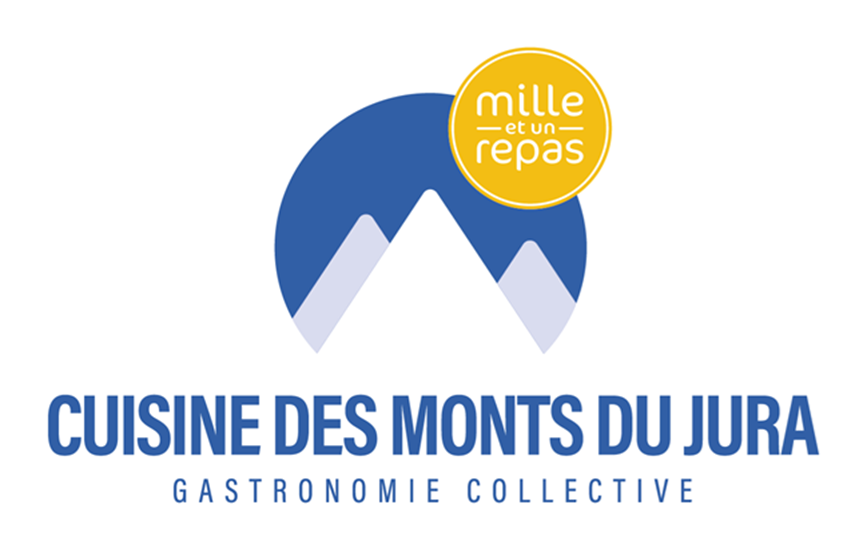 mille
et un
repas
CUISINE DES MONTS DU JURA
GASTRONOMIE COLLECTIVE